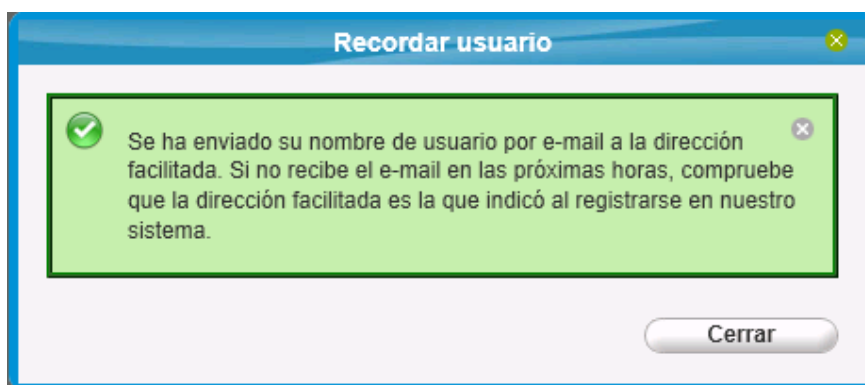 Recordar usuario
Se ha enviado su nombre de usuario por e-mail a la dirección
facilitada. Si no recibe el e-mail en las próximas horas, compruebe
que la dirección facilitada es la que indicó al registrarse en nuestro
sistema.
Cerrar